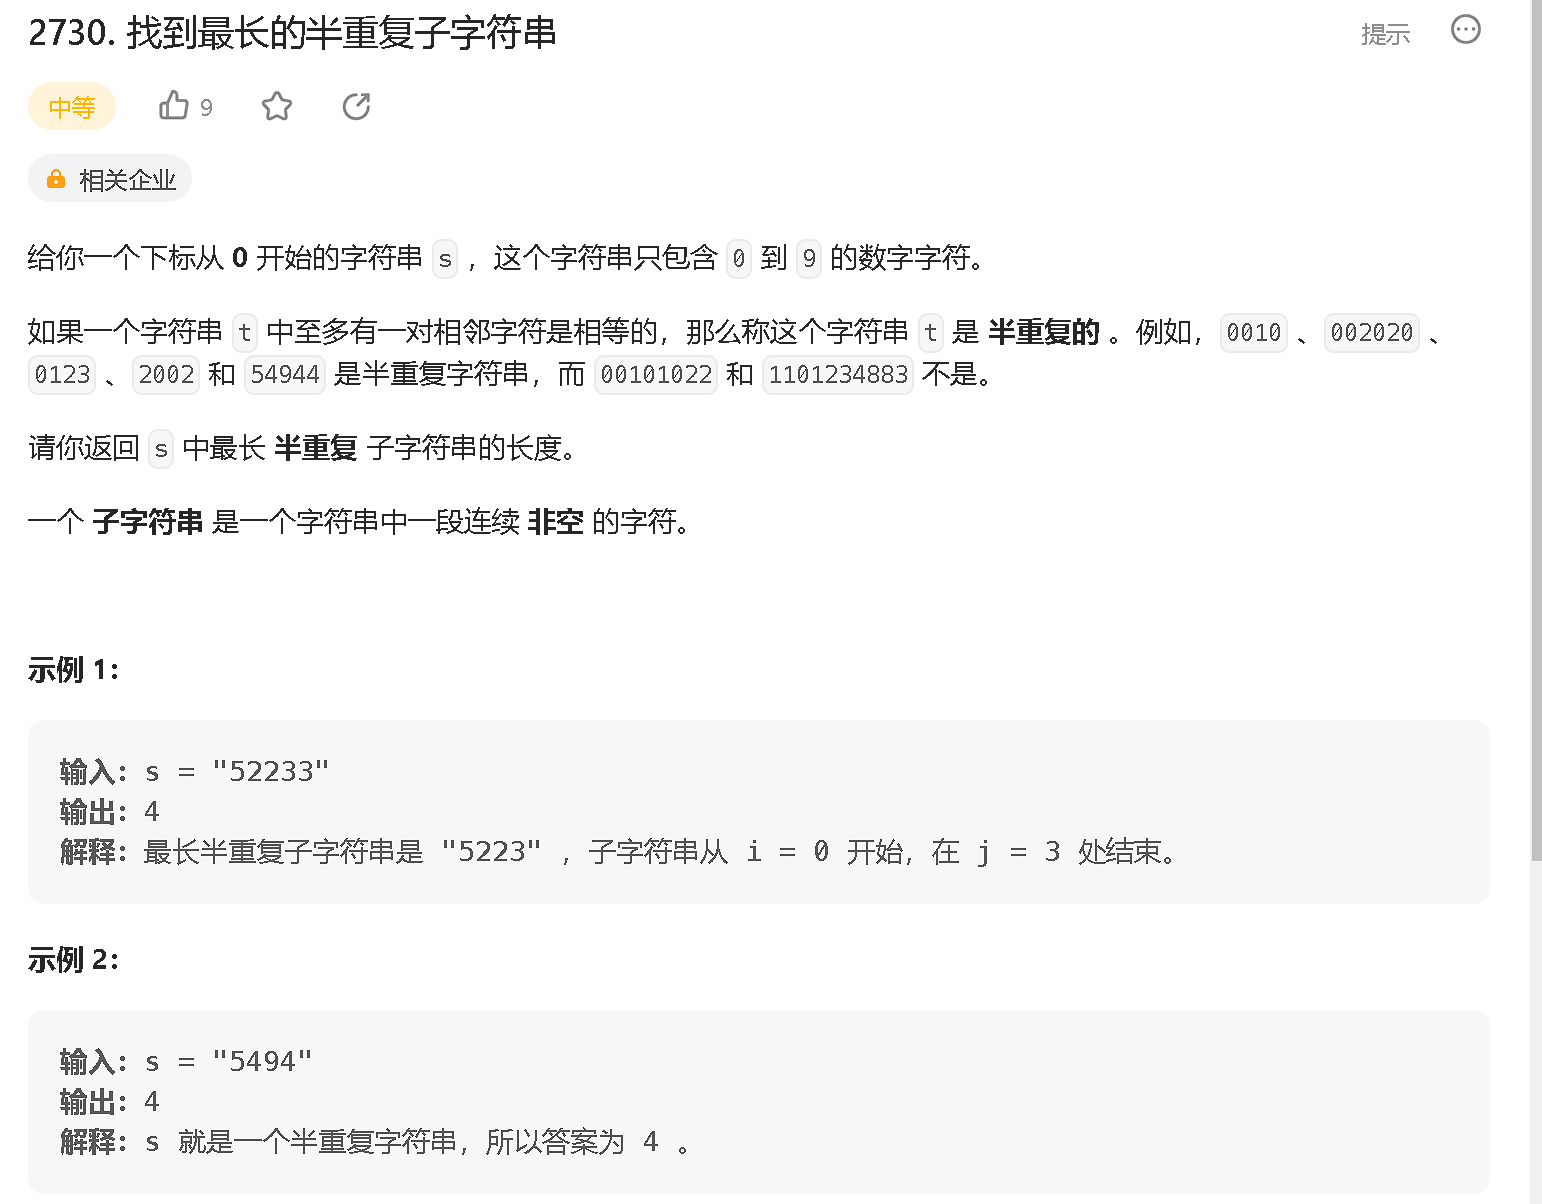 2730. 找到最长的半重复子字符串
提示
中等
9
相关企业
给你一个下标从 0 开始的字符串 s ，这个字符串只包含 0 到 9 的数字字符。
如果一个字符串 t 中至多有一对相邻字符是相等的，那么称这个字符串 t 是 半重复的 。例如，0010 、002020 、
0123 、2002 和 54944 是半重复字符串，而 00101022 和 1101234883 不是。
请你返回 s 中最长 半重复 子字符串的长度。
一个 子字符串 是一个字符串中一段连续 非空 的字符。
示例 1：
输入：s = "52233"
输出：4
解释：最长半重复子字符串是 "5223" ，子字符串从 i = 0 开始，在 j = 3 处结束。
示例 2：
输入：s = "5494"
输出：4
解释：s 就是一个半重复字符串，所以答案为 4 。